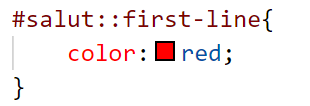 #salut::first-line{
color: red;
}